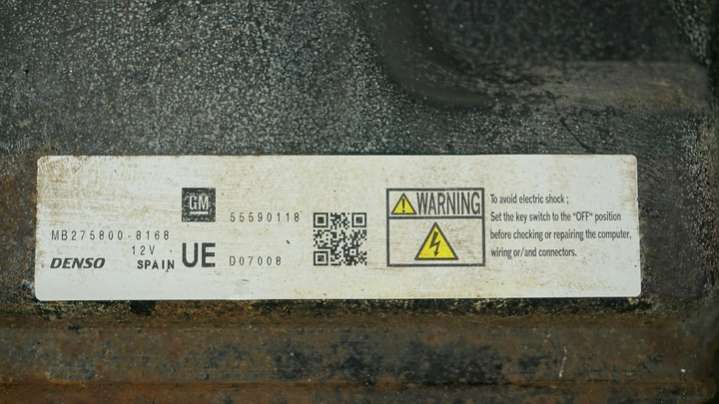 GM
55590118
MB275800-8168
12V
DENSO
SPAIN
UE
D07008
WARNING
To avoid electric shock ;
Set the key switch to the "OFF" position
before checking or repairing the computer,
wiring or/and connectors.